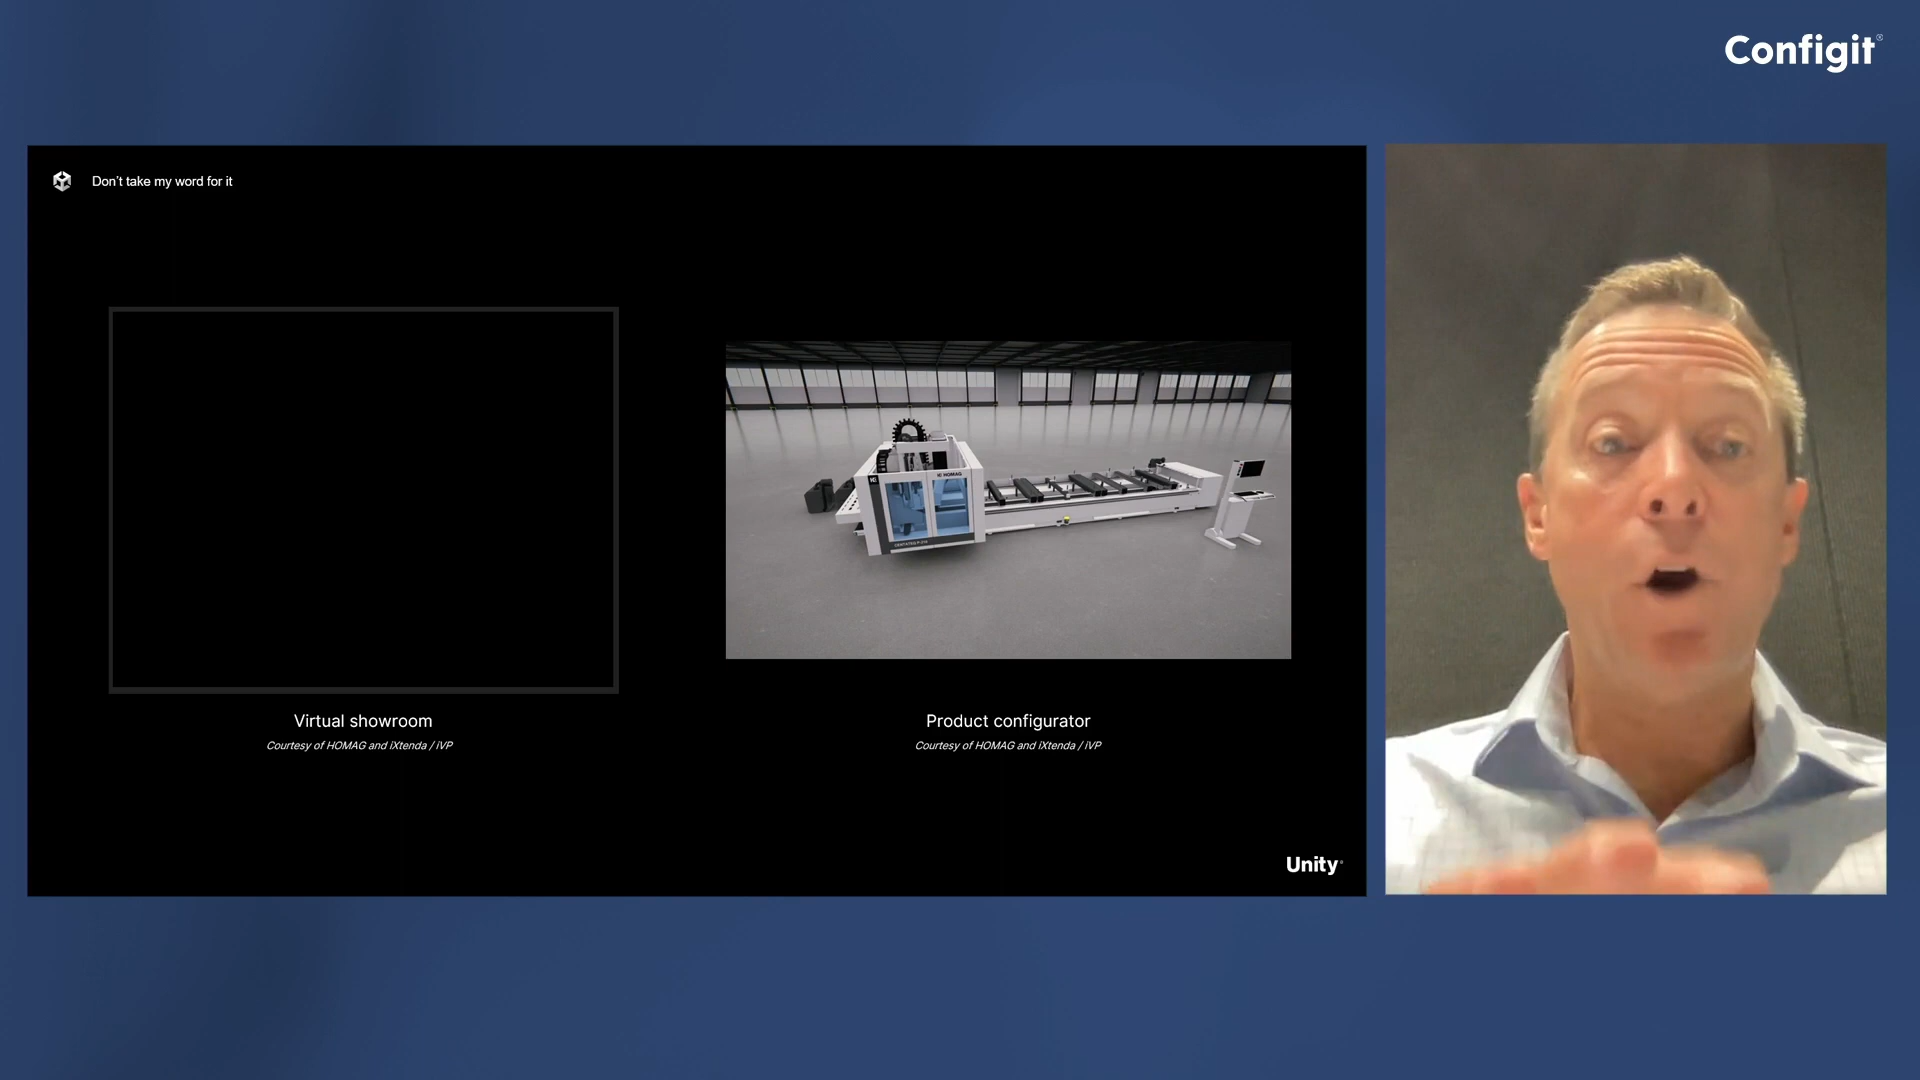 Configit
Don't take my word for it
HOMAG
Virtual showroom
Courtesy of HOMAG and iXtenda / iVP
Product configurator
Courtesy of HOMAG and iXtenda / iVP
Unity